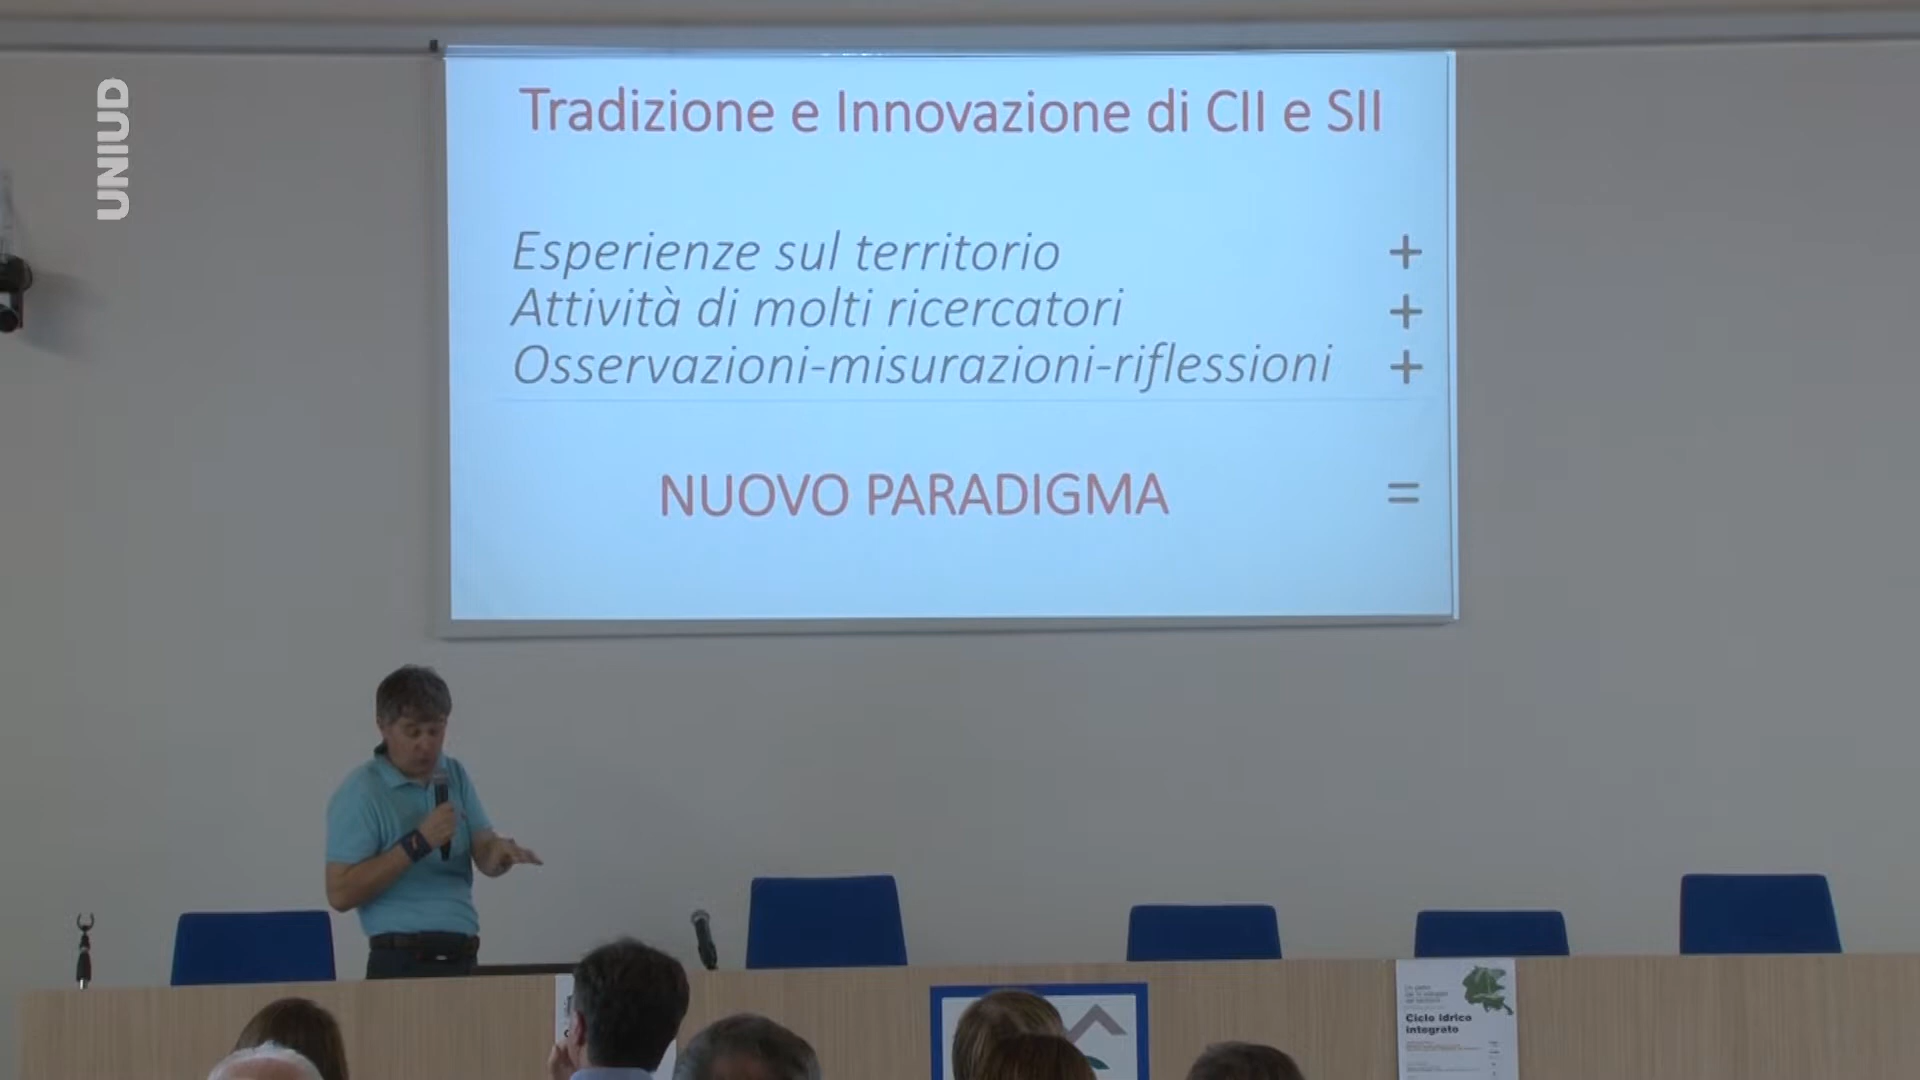 UNIUD
Tradizione e Innovazione di CII e SII
Esperienze sul territorio +
Attività di molti ricercatori +
Osservazioni-misurazioni-riflessioni +
NUOVO PARADIGMA =
Ciclo idrico
integrato